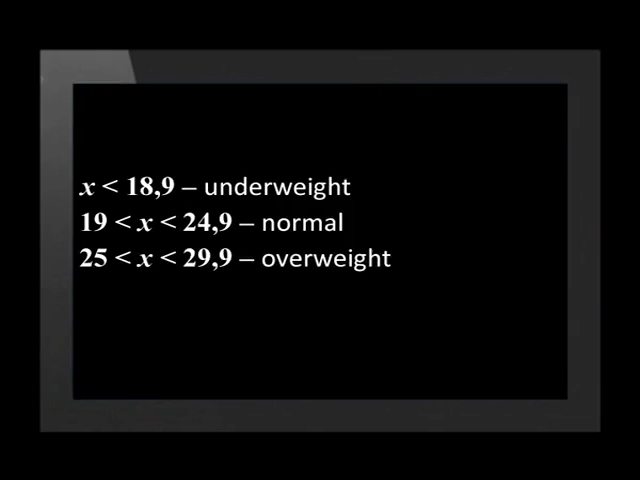 x < 18,9 – underweight
19 < x < 24,9 – normal
25 < x < 29,9 – overweight